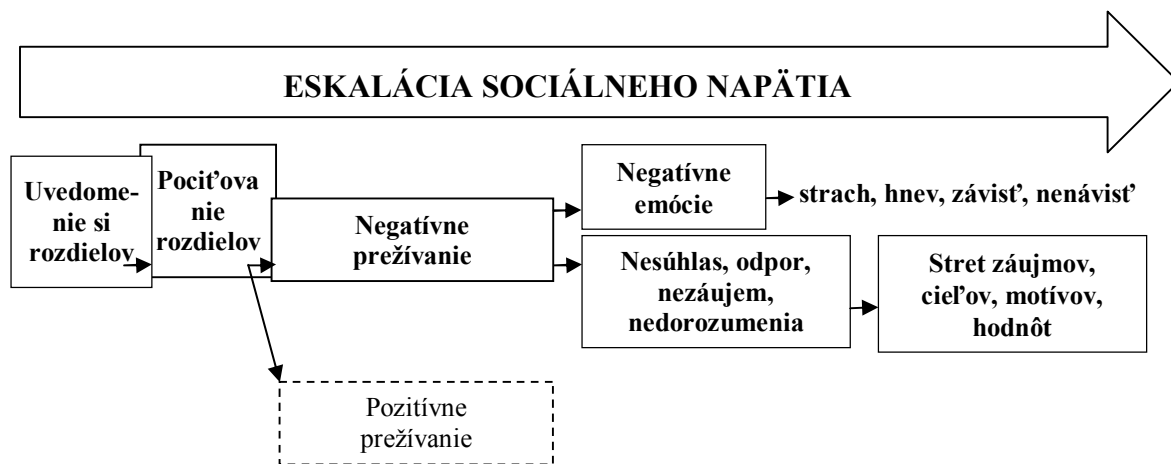 ESKALÁCIA SOCIÁLNEHO NAPÄTIA
Uvedome-
nie si
rozdielov
Pociťova
nie
rozdielov
Negatívne
prežívanie
Negatívne
emócie
strach, hnev, závisť, nenávisť
Nesúhlas, odpor,
nezáujem,
nedorozumenia
Stret záujmov,
cieľov, motívov,
hodnôt
Pozitívne
prežívanie